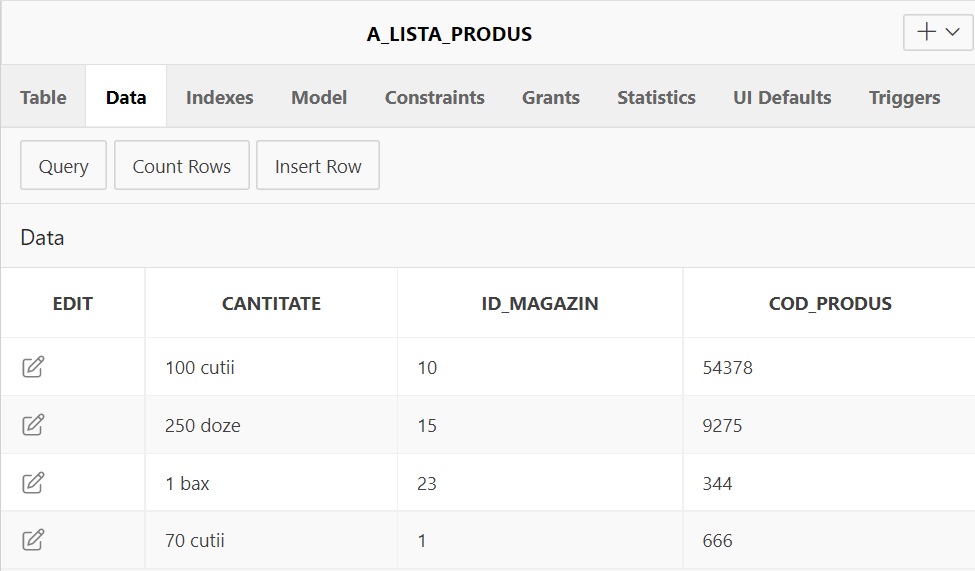 A_LISTA_PRODUS
Table Data Indexes Model Constraints Grants Statistics UI Defaults Triggers
Query Count Rows Insert Row
Data
EDIT CANTITATE ID_MAGAZIN COD_PRODUS
100 cutii 10 54378
250 doze 15 9275
1 bax 23 344
70 cutii 1 666